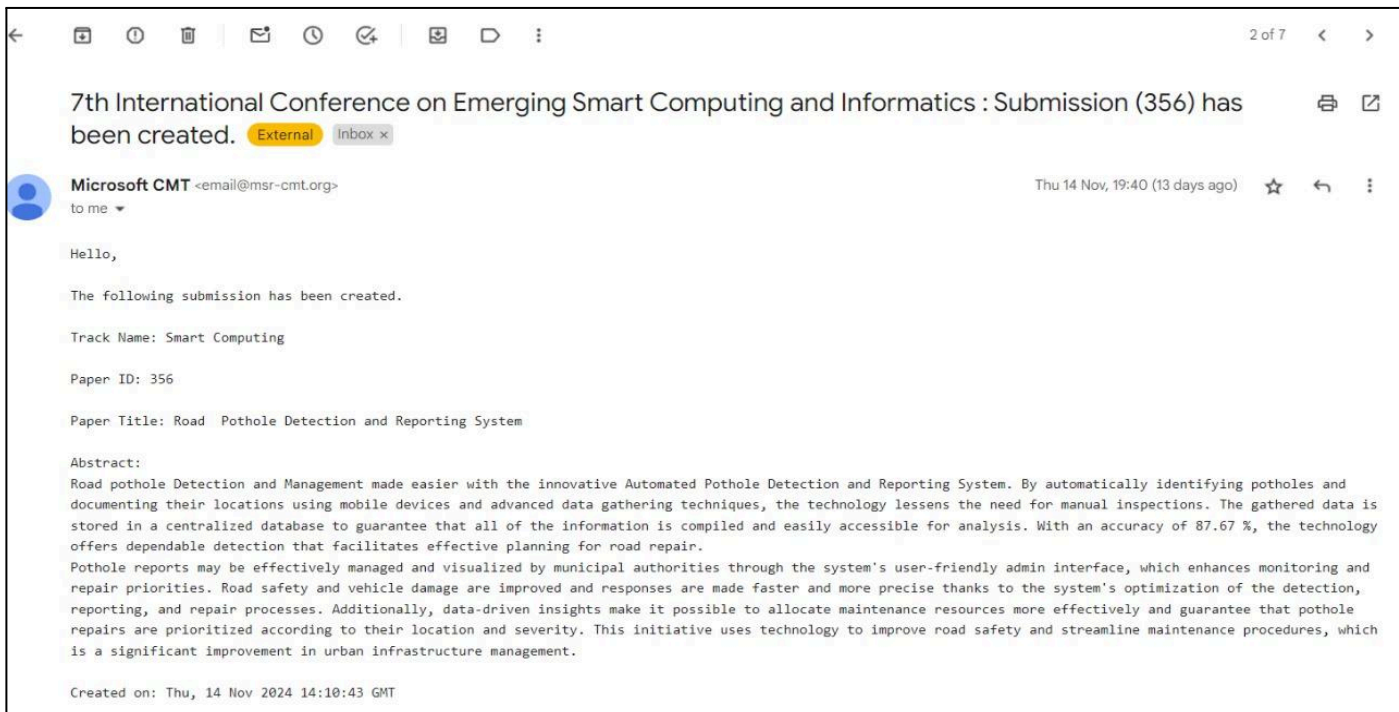 2 of 7
7th International Conference on Emerging Smart Computing and Informatics : Submission (356) has
been created. External Inbox ×
Microsoft CMT <email@msr-cmt.org>
Thu 14 Nov, 19:40 (13 days ago)
to me
Hello,
The following submission has been created.
Track Name: Smart Computing
Paper ID: 356
Paper Title: Road  Pothole Detection and Reporting System
Abstract:
Road pothole Detection and Management made easier with the innovative Automated Pothole Detection and Reporting System. By automatically identifying potholes and
documenting their locations using mobile devices and advanced data gathering techniques, the technology lessens the need for manual inspections. The gathered data is
stored in a centralized database to guarantee that all of the information is compiled and easily accessible for analysis. With an accuracy of 87.67 %, the technology
offers dependable detection that facilitates effective planning for road repair.
Pothole reports may be effectively managed and visualized by municipal authorities through the system's user-friendly admin interface, which enhances monitoring and
repair priorities. Road safety and vehicle damage are improved and responses are made faster and more precise thanks to the system's optimization of the detection,
reporting, and repair processes. Additionally, data-driven insights make it possible to allocate maintenance resources more effectively and guarantee that pothole
repairs are prioritized according to their location and severity. This initiative uses technology to improve road safety and streamline maintenance procedures, which
is a significant improvement in urban infrastructure management.
Created on: Thu, 14 Nov 2024 14:10:43 GMT